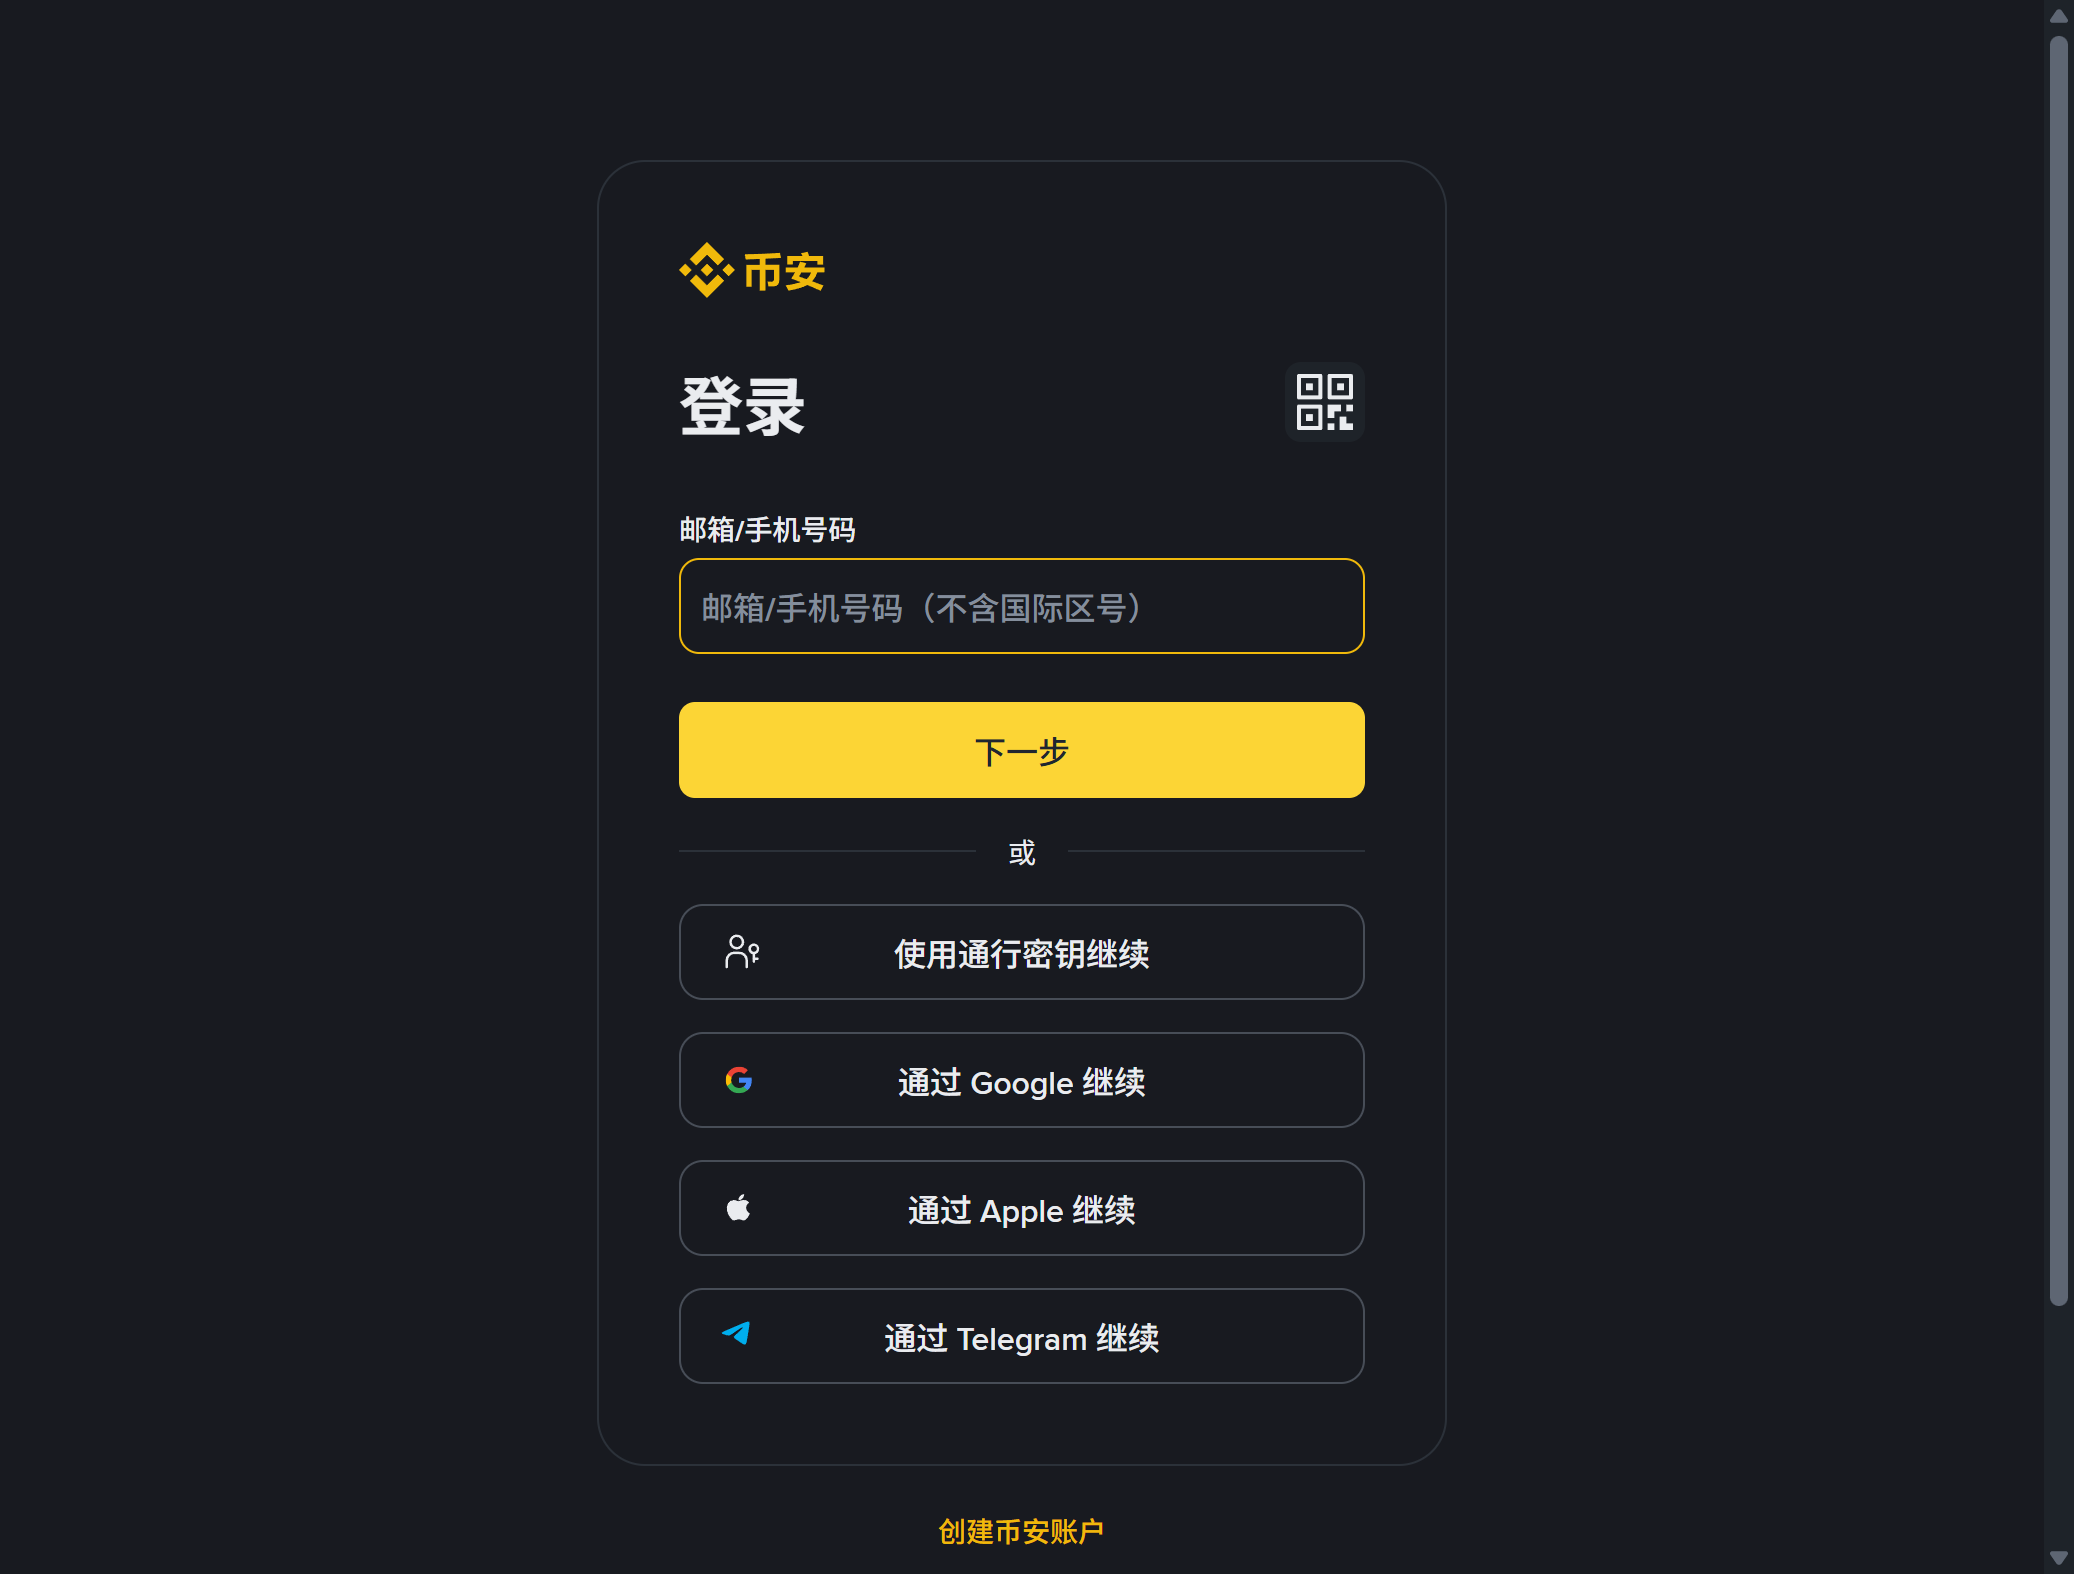 币安
登录
邮箱/手机号码
邮箱/手机号码（不含国际区号）
下一步
或
使用通行密钥继续
通过 Google 继续
通过 Apple 继续
通过 Telegram 继续
创建币安账户